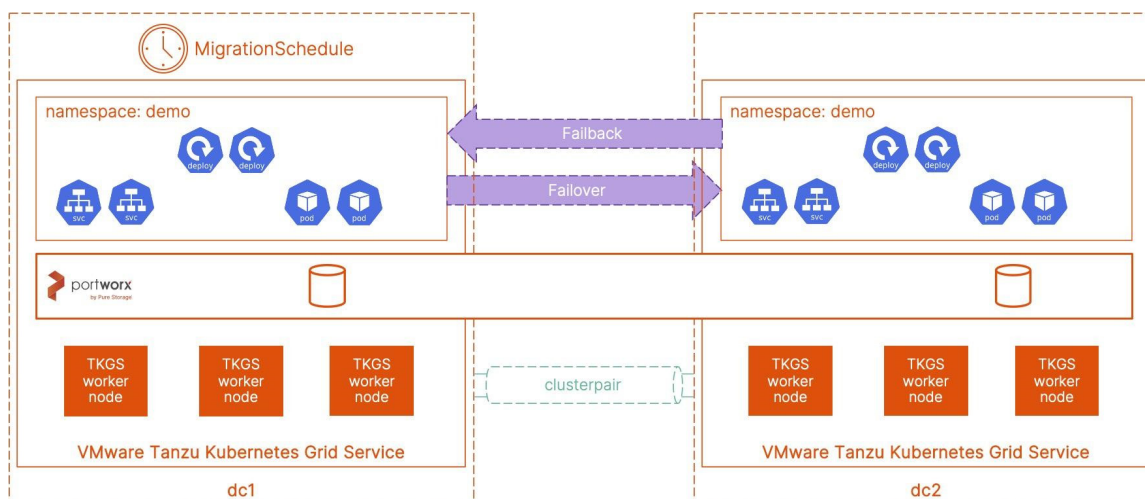 MigrationSchedule
namespace: demo
deploy
deploy
svc
svc
pod
pod
Failback
Failover
namespace: demo
deploy
deploy
svc
svc
pod
pod
portworx
by Pure Storage
TKGS
worker
node
TKGS
worker
node
TKGS
worker
node
clusterpair
TKGS
worker
node
TKGS
worker
node
TKGS
worker
node
VMware Tanzu Kubernetes Grid Service
VMware Tanzu Kubernetes Grid Service
dc1
dc2